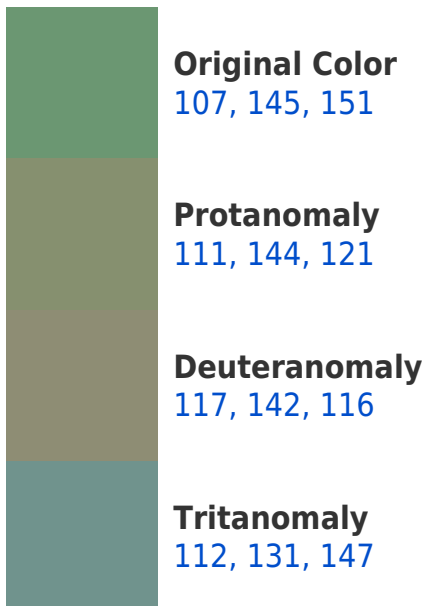 Original Color
107, 145, 151
Protanomaly
111, 144, 121
Deuteranomaly
117, 142, 116
Tritanomaly
112, 131, 147